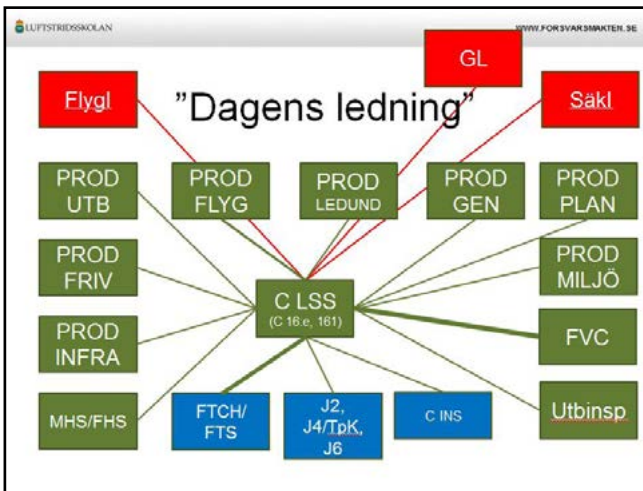 LUFTSTRIDSSKOLAN
WWW.FORSVARSMAKTEN.SE
GL
Flygl
Säkl
”Dagens ledning”
PROD
UTB
PROD
FLYG
PROD
LEDUND
PROD
GEN
PROD
PLAN
PROD
FRIV
C LSS
(C 16:e, 161)
PROD
MILJÖ
PROD
INFRA
FVC
MHS/FHS
FTCH/
FTS
J2,
J4/TpK,
J6
C INS
Utbinsp